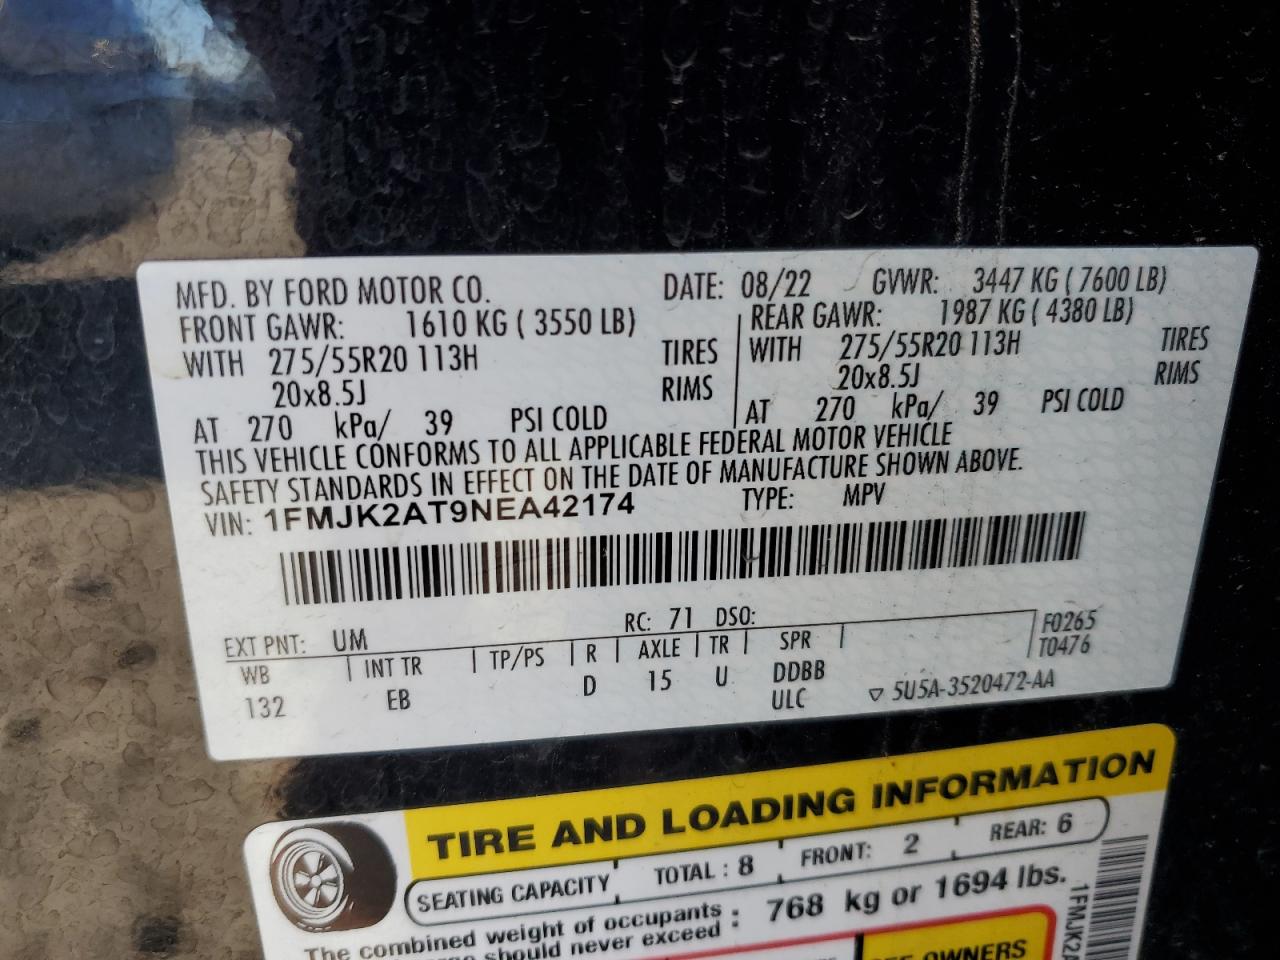 MFD. BY FORD MOTOR CO. DATE: 08/22 GVWR: 3447 KG ( 7600 LB)
FRONT GAWR: 1610 KG ( 3550 LB) REAR GAWR: 1987 KG ( 4380 LB)
WITH 275/55R20 113H TIRES WITH 275/55R20 113H TIRES
20x8.5J RIMS 20x8.5J RIMS
AT 270 kPa/ 39 PSI COLD AT 270 kPa/ 39 PSI COLD
THIS VEHICLE CONFORMS TO ALL APPLICABLE FEDERAL MOTOR VEHICLE
SAFETY STANDARDS IN EFFECT ON THE DATE OF MANUFACTURE SHOWN ABOVE.
VIN: 1FMJK2AT9NEA42174 TYPE: MPV
RC: 71 DSO:
EXT PNT: UM F0265
WB INT TR TP/PS R AXLE TR SPR T0476
132 EB D 15 U DDBB
ULC 5U5A-3520472-AA
TIRE AND LOADING INFORMATION
SEATING CAPACITY TOTAL : 8 FRONT: 2 REAR: 6
The combined weight of occupants : 768 kg or 1694 lbs.
should never exceed
OWNERS
1FMJK2A